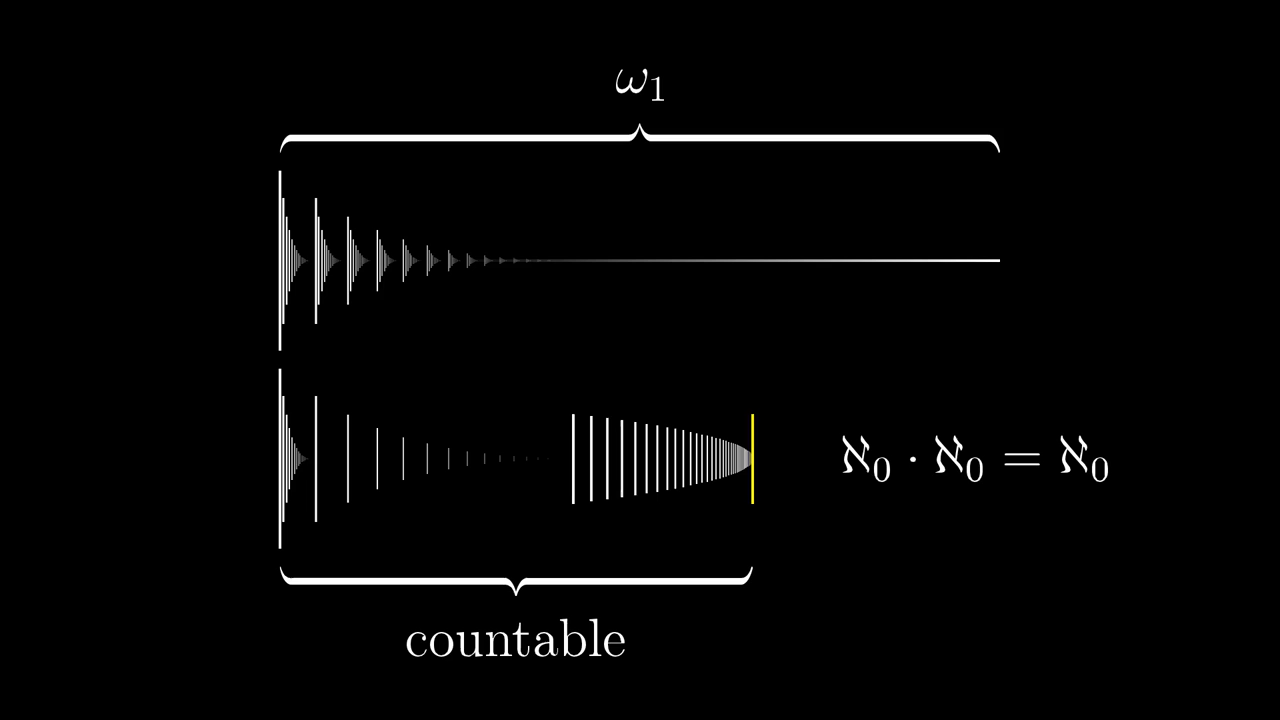 ω₁
ℵ₀ · ℵ₀ = ℵ₀
countable